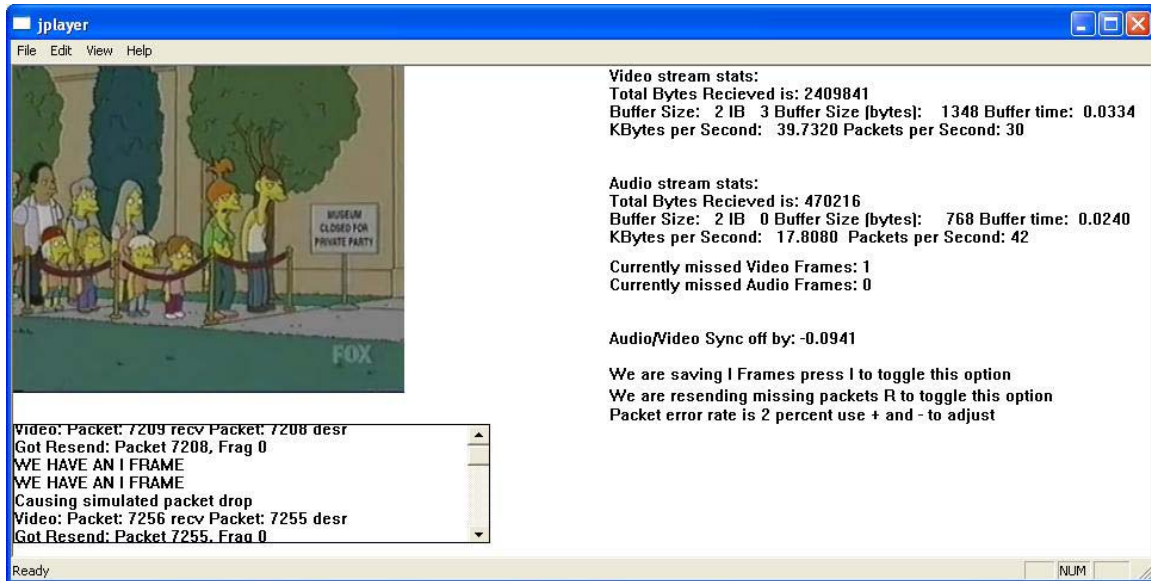 jplayer
File Edit View Help
MUSEUM
CLOSED FOR
PRIVATE PARTY
FOX
Video: Packet: 7209 recv Packet: 7208 desr
Got Resend: Packet 7208, Frag 0
WE HAVE AN I FRAME
WE HAVE AN I FRAME
Causing simulated packet drop
Video: Packet: 7256 recv Packet: 7255 desr
Got Resend: Packet 7255, Frag 0
Video stream stats:
Total Bytes Recieved is: 2409841
Buffer Size: 2 IB 3 Buffer Size (bytes): 1348 Buffer time: 0.0334
KBytes per Second: 39.7320 Packets per Second: 30
Audio stream stats:
Total Bytes Recieved is: 470216
Buffer Size: 2 IB 0 Buffer Size (bytes): 768 Buffer time: 0.0240
KBytes per Second: 17.8080 Packets per Second: 42
Currently missed Video Frames: 1
Currently missed Audio Frames: 0
Audio/Video Sync off by: -0.0941
We are saving I Frames press I to toggle this option
We are resending missing packets R to toggle this option
Packet error rate is 2 percent use + and - to adjust
Ready
NUM